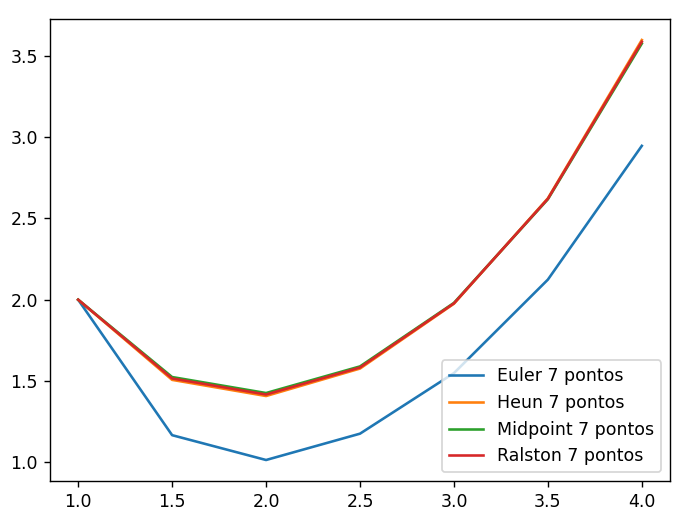 3.5
3.0
2.5
2.0
1.5
1.0
Euler 7 pontos
Heun 7 pontos
Midpoint 7 pontos
Ralston 7 pontos
1.0 1.5 2.0 2.5 3.0 3.5 4.0